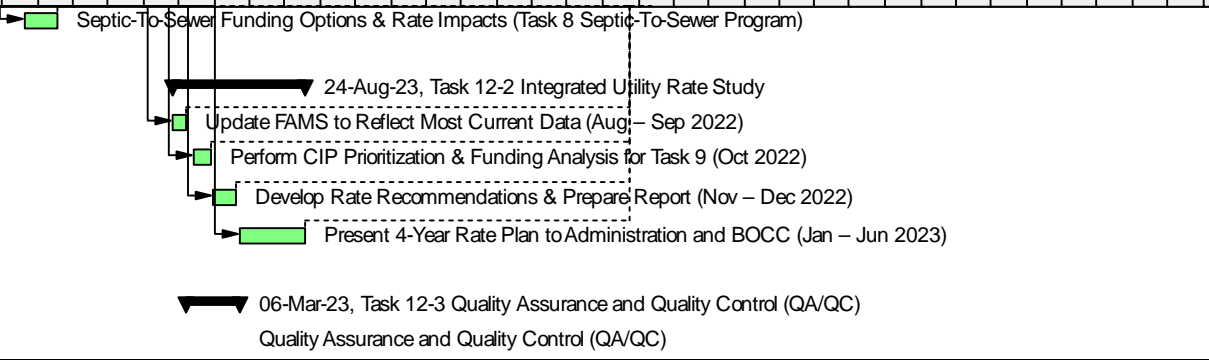 Septic-To-Sewer Funding Options & Rate Impacts (Task 8 Septic-To-Sewer Program)
24-Aug-23, Task 12-2 Integrated Utility Rate Study
Update FAMS to Reflect Most Current Data (Aug – Sep 2022)
Perform CIP Prioritization & Funding Analysis for Task 9 (Oct 2022)
Develop Rate Recommendations & Prepare Report (Nov – Dec 2022)
Present 4-Year Rate Plan to Administration and BOCC (Jan – Jun 2023)
06-Mar-23, Task 12-3 Quality Assurance and Quality Control (QA/QC)
Quality Assurance and Quality Control (QA/QC)